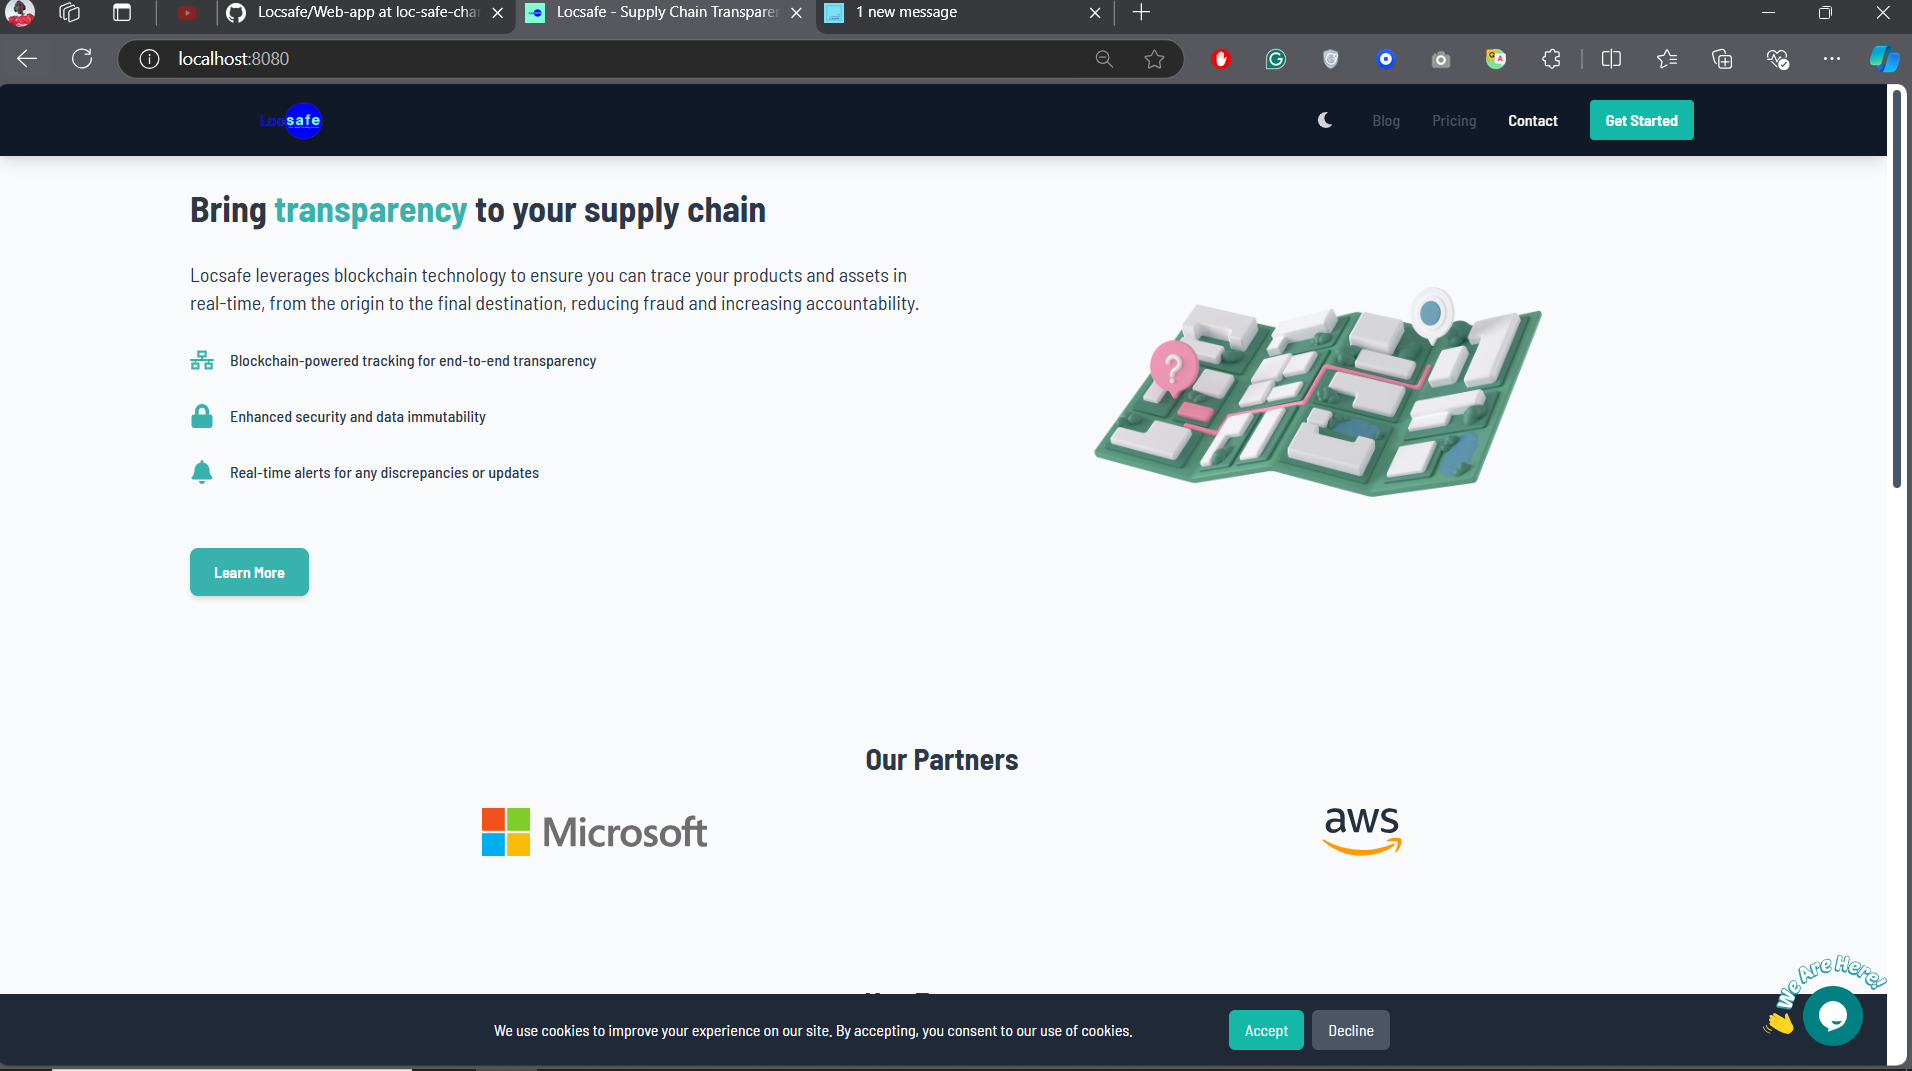 Locsafe/Web-app at loc-safe-cha
Locsafe - Supply Chain Transparen
1 new message
localhost:8080
Locsafe
Blog
Pricing
Contact
Get Started
Bring transparency to your supply chain
Locsafe leverages blockchain technology to ensure you can trace your products and assets in
real-time, from the origin to the final destination, reducing fraud and increasing accountability.
?
Blockchain-powered tracking for end-to-end transparency
Enhanced security and data immutability
Real-time alerts for any discrepancies or updates
Learn More
Our Partners
Microsoft
aws
We Are Here!
We use cookies to improve your experience on our site. By accepting, you consent to our use of cookies.
Accept
Decline